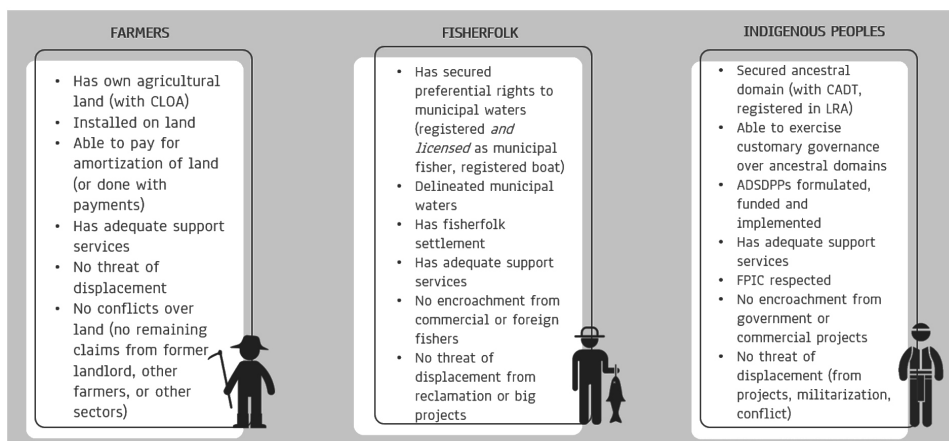 FARMERS
• Has own agricultural
land (with CLOA)
• Installed on land
• Able to pay for
amortization of land
(or done with
payments)
• Has adequate support
services
• No threat of
displacement
• No conflicts over
land (no remaining
claims from former
landlord, other
farmers, or other
sectors)
FISHERFOLK
• Has secured
preferential rights to
municipal waters
(registered and
licensed as municipal
fisher, registered boat)
• Delineated municipal
waters
• Has fisherfolk
settlement
• Has adequate support
services
• No encroachment from
commercial or foreign
fishers
• No threat of
displacement from
reclamation or big
projects
INDIGENOUS PEOPLES
• Secured ancestral
domain (with CADT,
registered in LRA)
• Able to exercise
customary governance
over ancestral domains
• ADSDPPs formulated,
funded and
implemented
• Has adequate support
services
• FPIC respected
• No encroachment from
government or
commercial projects
• No threat of
displacement (from
projects, militarization,
conflict)